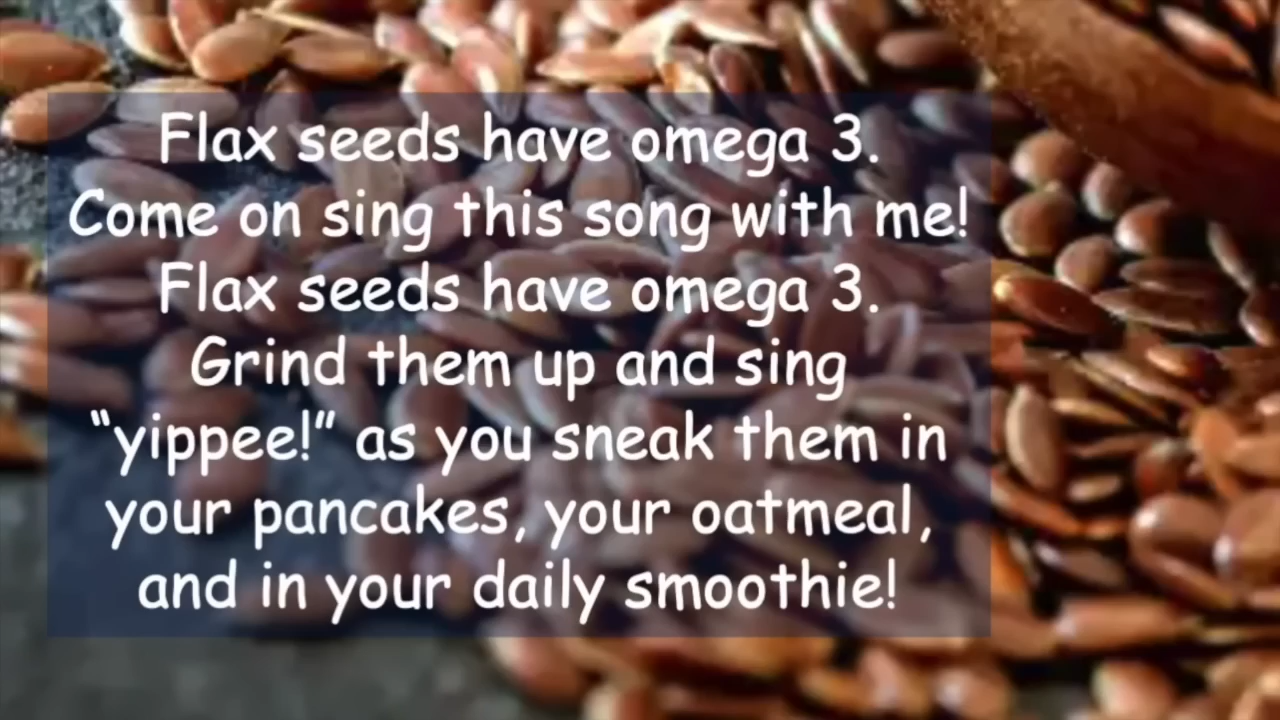 Flax seeds have omega 3.
Come on sing this song with me!
Flax seeds have omega 3.
Grind them up and sing
“yippee!” as you sneak them in
your pancakes, your oatmeal,
and in your daily smoothie!